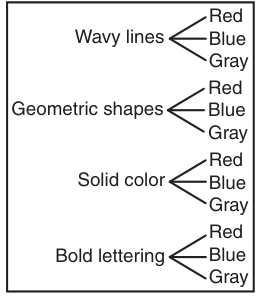 Red
Wavy lines Blue
Gray
Red
Geometric shapes Blue
Gray
Red
Solid color Blue
Gray
Red
Bold lettering Blue
Gray